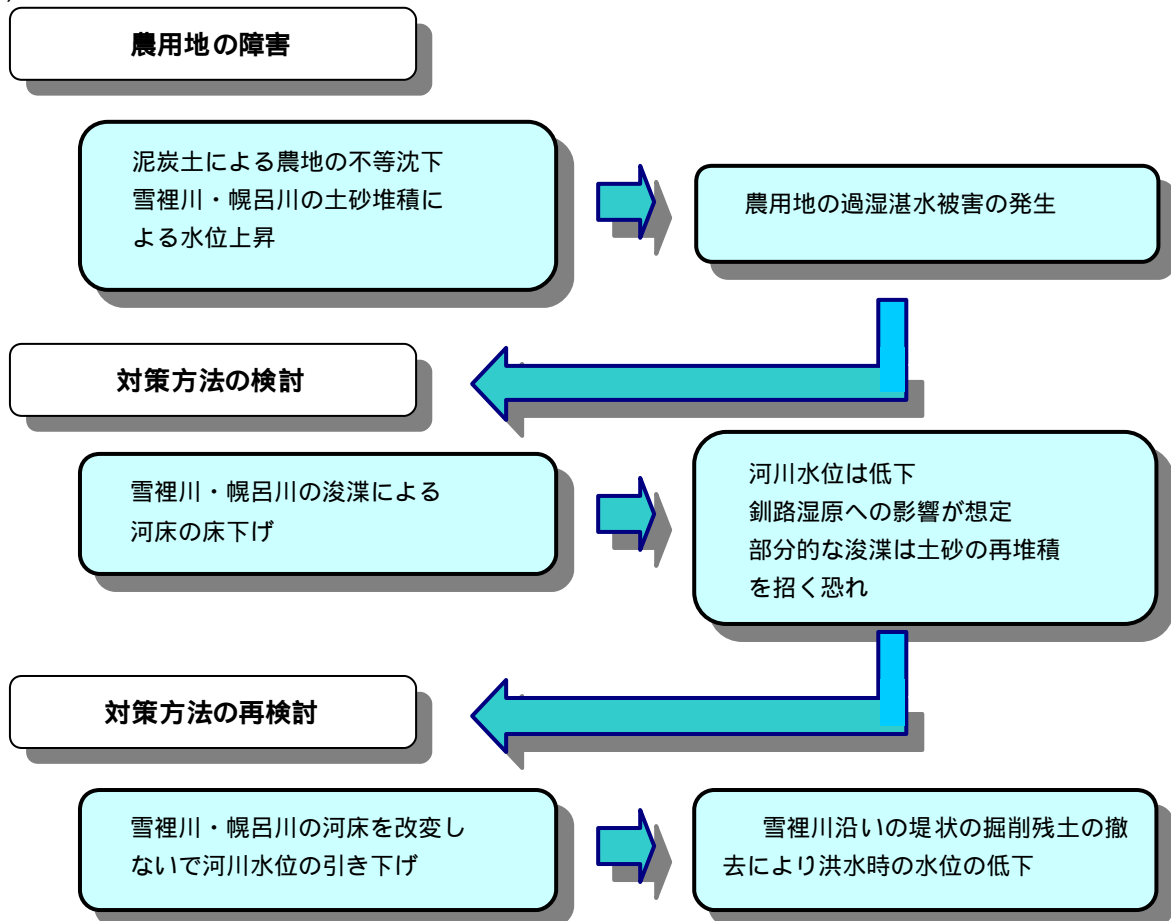 農用地の障害
泥炭土による農地の不等沈下
雪裡川・幌呂川の土砂堆積に
よる水位上昇
農用地の過湿湛水被害の発生
対策方法の検討
雪裡川・幌呂川の浚渫による
河床の床下げ
河川水位は低下
釧路湿原への影響が想定
部分的な浚渫は土砂の再堆積
を招く恐れ
対策方法の再検討
雪裡川・幌呂川の河床を改変し
ないで河川水位の引き下げ
雪裡川沿いの堤状の掘削残土の撤
去により洪水時の水位の低下